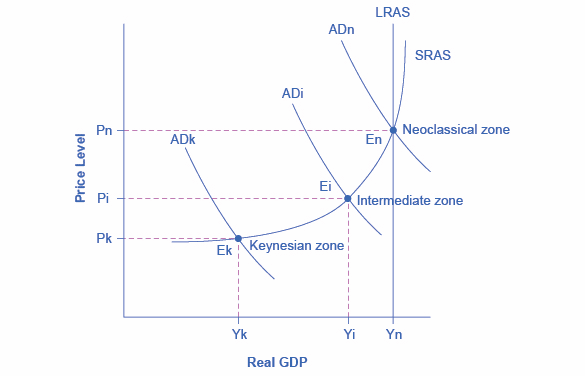 LRAS
ADn
SRAS
ADi
Pn
Neoclassical zone
ADk
En
Price Level
Ei
Pi
Intermediate zone
Pk
Keynesian zone
Ek
Yk
Yi
Yn
Real GDP